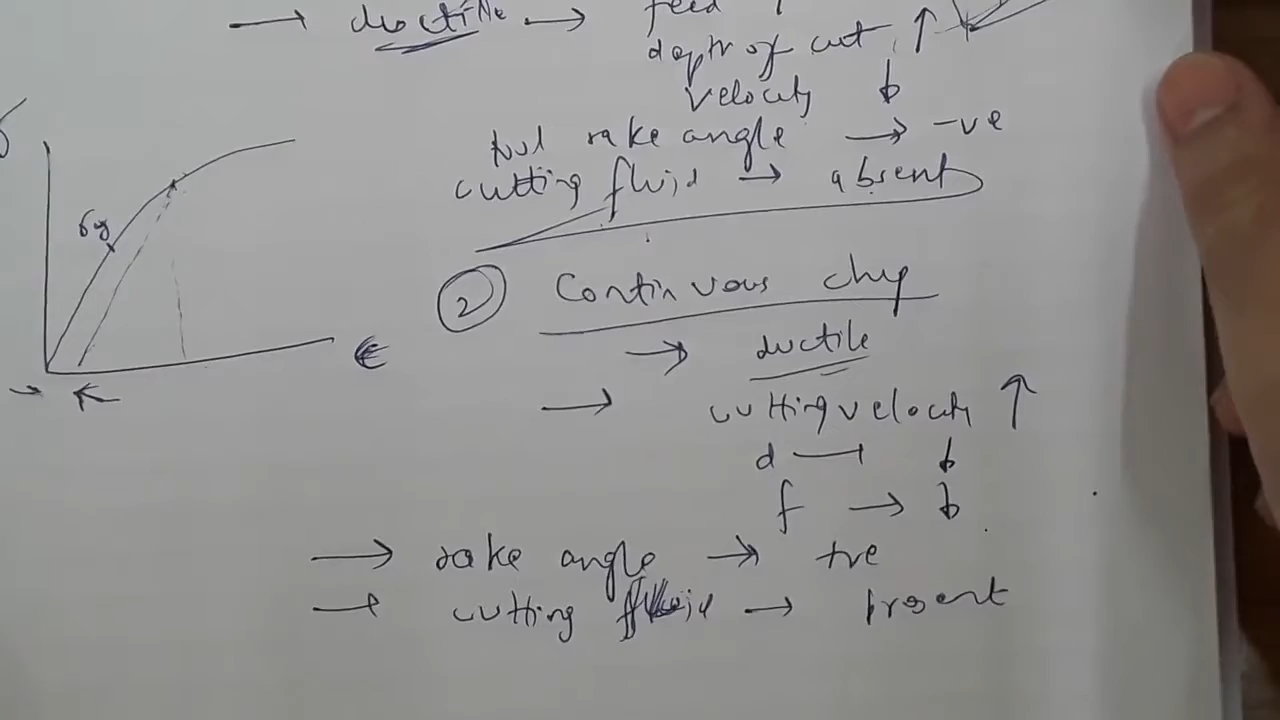 → ductile → feed ↑
depth of cut ↑
velocity ↓
tool rake angle → -ve
cutting fluid → absent
σ
σy
ε
② Continuous chip
→ ductile
→ cutting velocity ↑
d → ↓
f → ↓
→ rake angle → +ve
→ cutting fluid → present